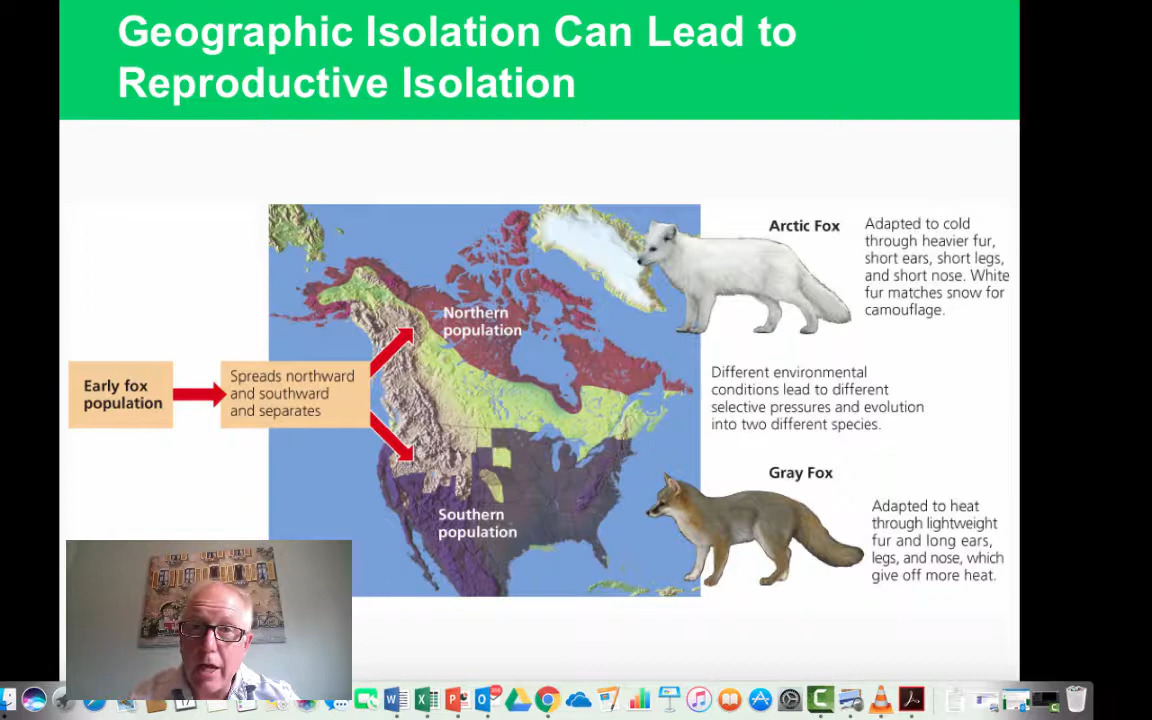 Geographic Isolation Can Lead to
Reproductive Isolation
Early fox
population
Spreads northward
and southward
and separates
Northern
population
Southern
population
Arctic Fox
Adapted to cold
through heavier fur,
short ears, short legs,
and short nose. White
fur matches snow for
camouflage.
Different environmental
conditions lead to different
selective pressures and evolution
into two different species.
Gray Fox
Adapted to heat
through lightweight
fur and long ears,
legs, and nose, which
give off more heat.